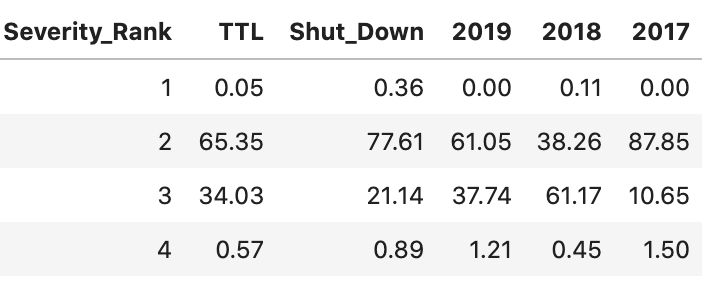 Severity_Rank TTL Shut_Down 2019 2018 2017
1 0.05 0.36 0.00 0.11 0.00
2 65.35 77.61 61.05 38.26 87.85
3 34.03 21.14 37.74 61.17 10.65
4 0.57 0.89 1.21 0.45 1.50